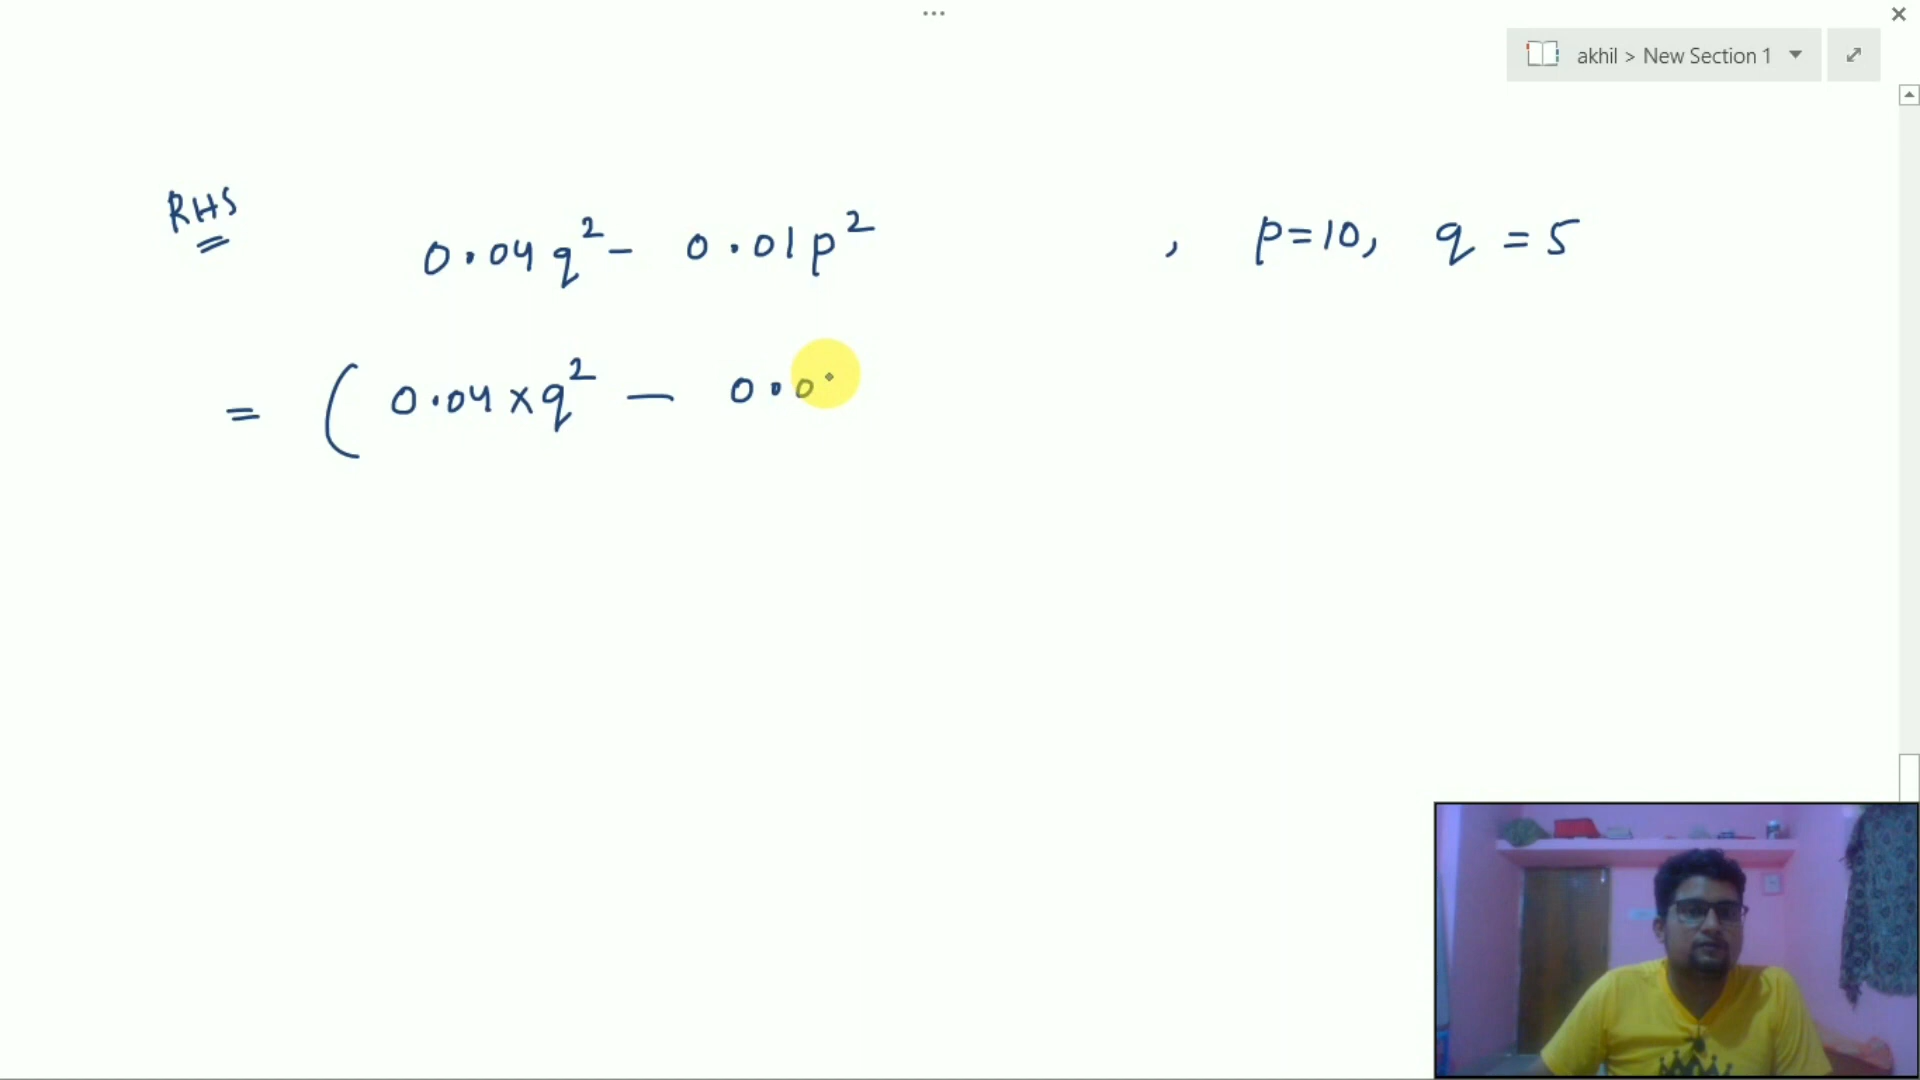 akhil > New Section 1
RHS
0.04q² - 0.01p² , p=10, q = 5
= ( 0.04 × q² — 0.0